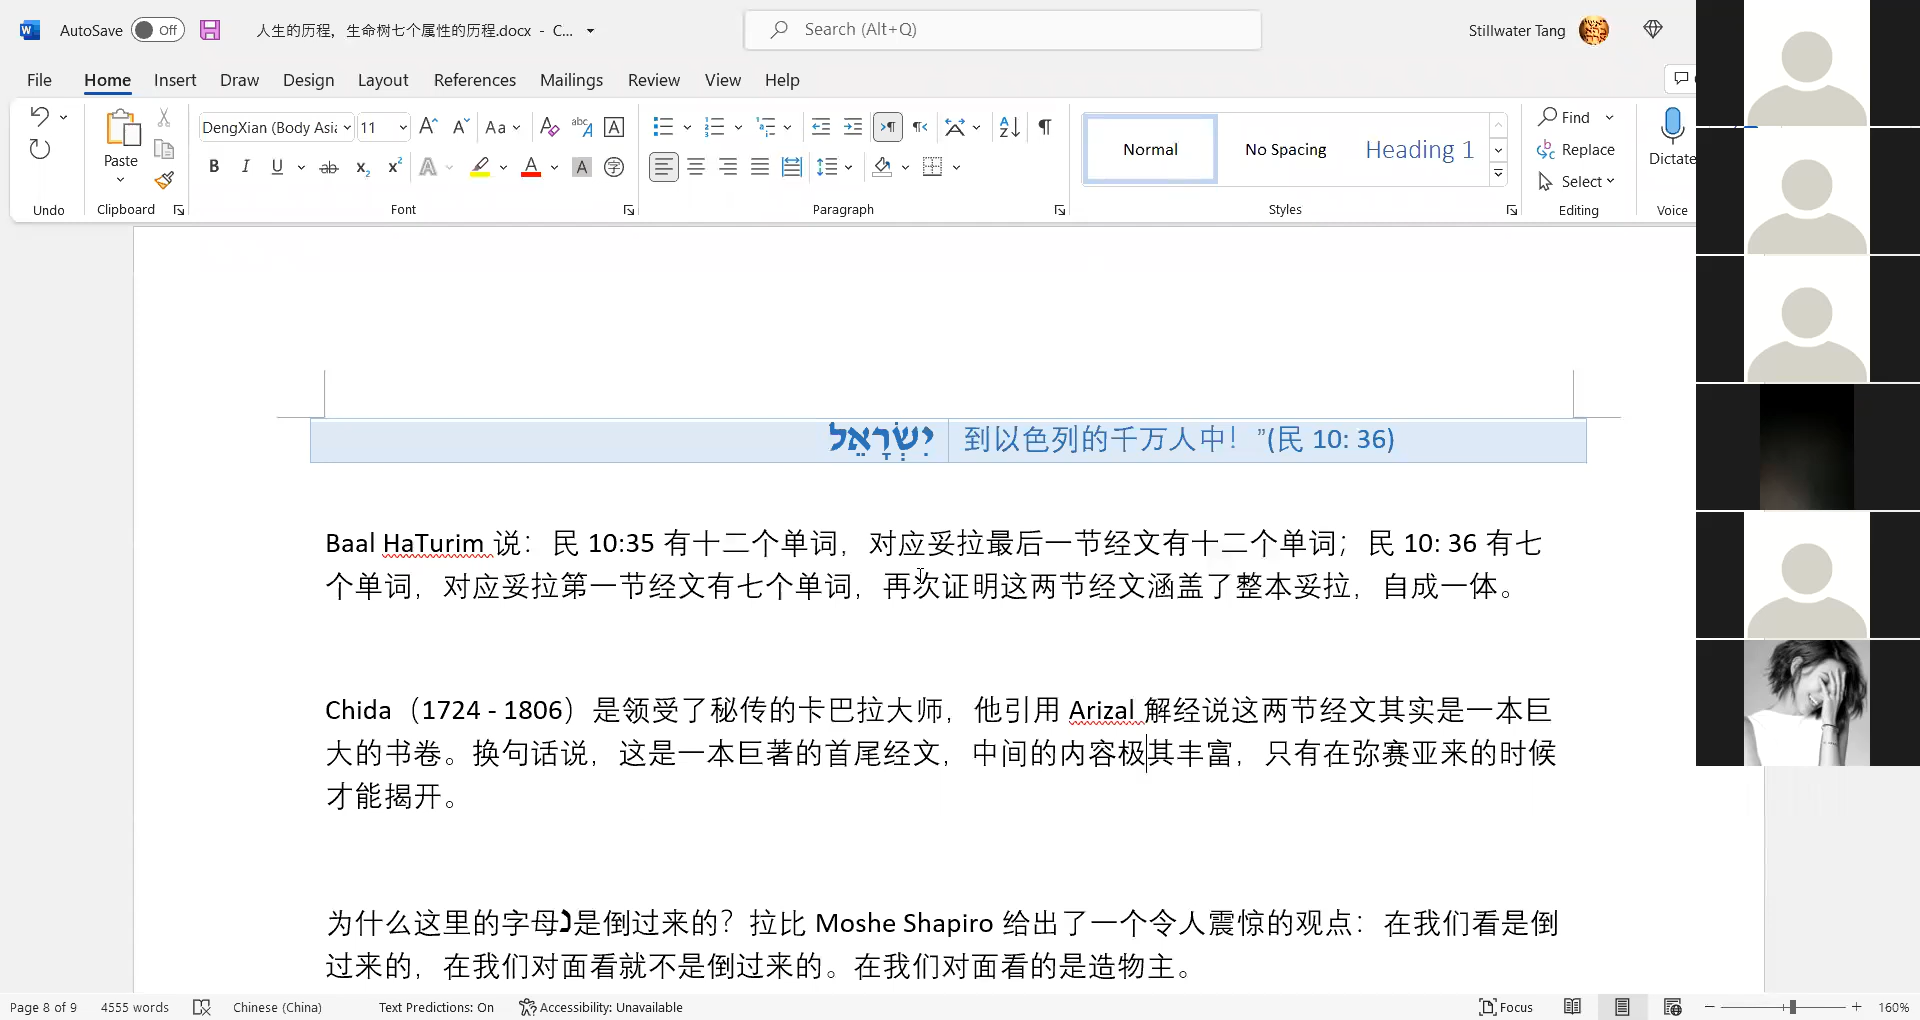 AutoSave Off 人生的历程，生命树七个属性的历程.docx - C... Search (Alt+Q) Stillwater Tang
File Home Insert Draw Design Layout References Mailings Review View Help
Paste
DengXian (Body Asia 11
Normal No Spacing Heading 1
Find
Replace
Select
Dictate
Undo Clipboard Font Paragraph Styles Editing Voice
יִשְׂרָאֵל 到以色列的千万人中！”(民 10: 36)
Baal HaTurim 说：民 10:35 有十二个单词，对应妥拉最后一节经文有十二个单词；民 10: 36 有七
个单词，对应妥拉第一节经文有七个单词，再次证明这两节经文涵盖了整本妥拉，自成一体。
Chida（1724 - 1806）是领受了秘传的卡巴拉大师，他引用 Arizal 解经说这两节经文其实是一本巨
大的书卷。换句话说，这是一本巨著的首尾经文，中间的内容极其丰富，只有在弥赛亚来的时候
才能揭开。
为什么这里的字母נ是倒过来的？拉比 Moshe Shapiro 给出了一个令人震惊的观点：在我们看是倒
过来的，在我们对面看就不是倒过来的。在我们对面看的是造物主。
Page 8 of 9 4555 words Chinese (China) Text Predictions: On Accessibility: Unavailable Focus 160%